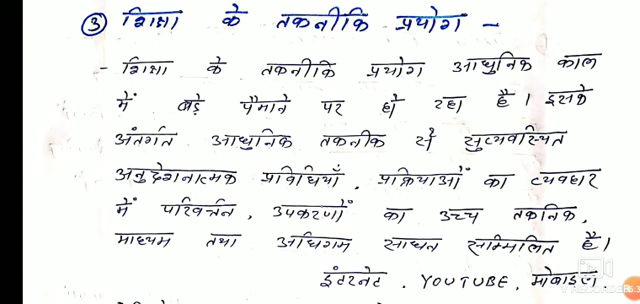 ③ शिक्षा के तकनीकि प्रयोग -
- शिक्षा के तकनीकि प्रयोग आधुनिक काल
में बड़े पैमाने पर हो रहा है। इसके
अंतर्गत आधुनिक तकनीक से सुव्यवस्थित
अनुदेशनात्मक प्रविधियाँ, प्रक्रियाओं का व्यवहार
में परिवर्त्तन, उपकरणों का उच्च तकनिक,
माध्यम तथा अधिगम साधन सम्मिलित है।
इंटरनेट, YOUTUBE, मोबाइल